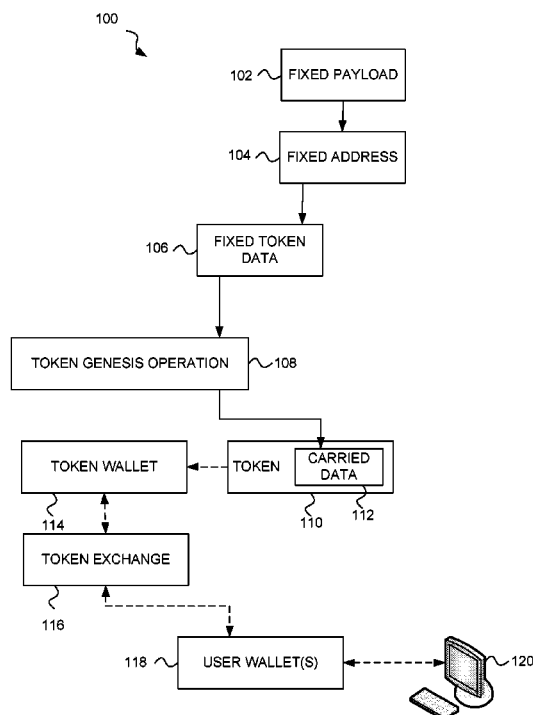 100
102
FIXED PAYLOAD
104
FIXED ADDRESS
106
FIXED TOKEN
DATA
TOKEN GENESIS OPERATION
108
TOKEN WALLET
TOKEN
CARRIED
DATA
114
110
112
TOKEN EXCHANGE
116
118
USER WALLET(S)
120